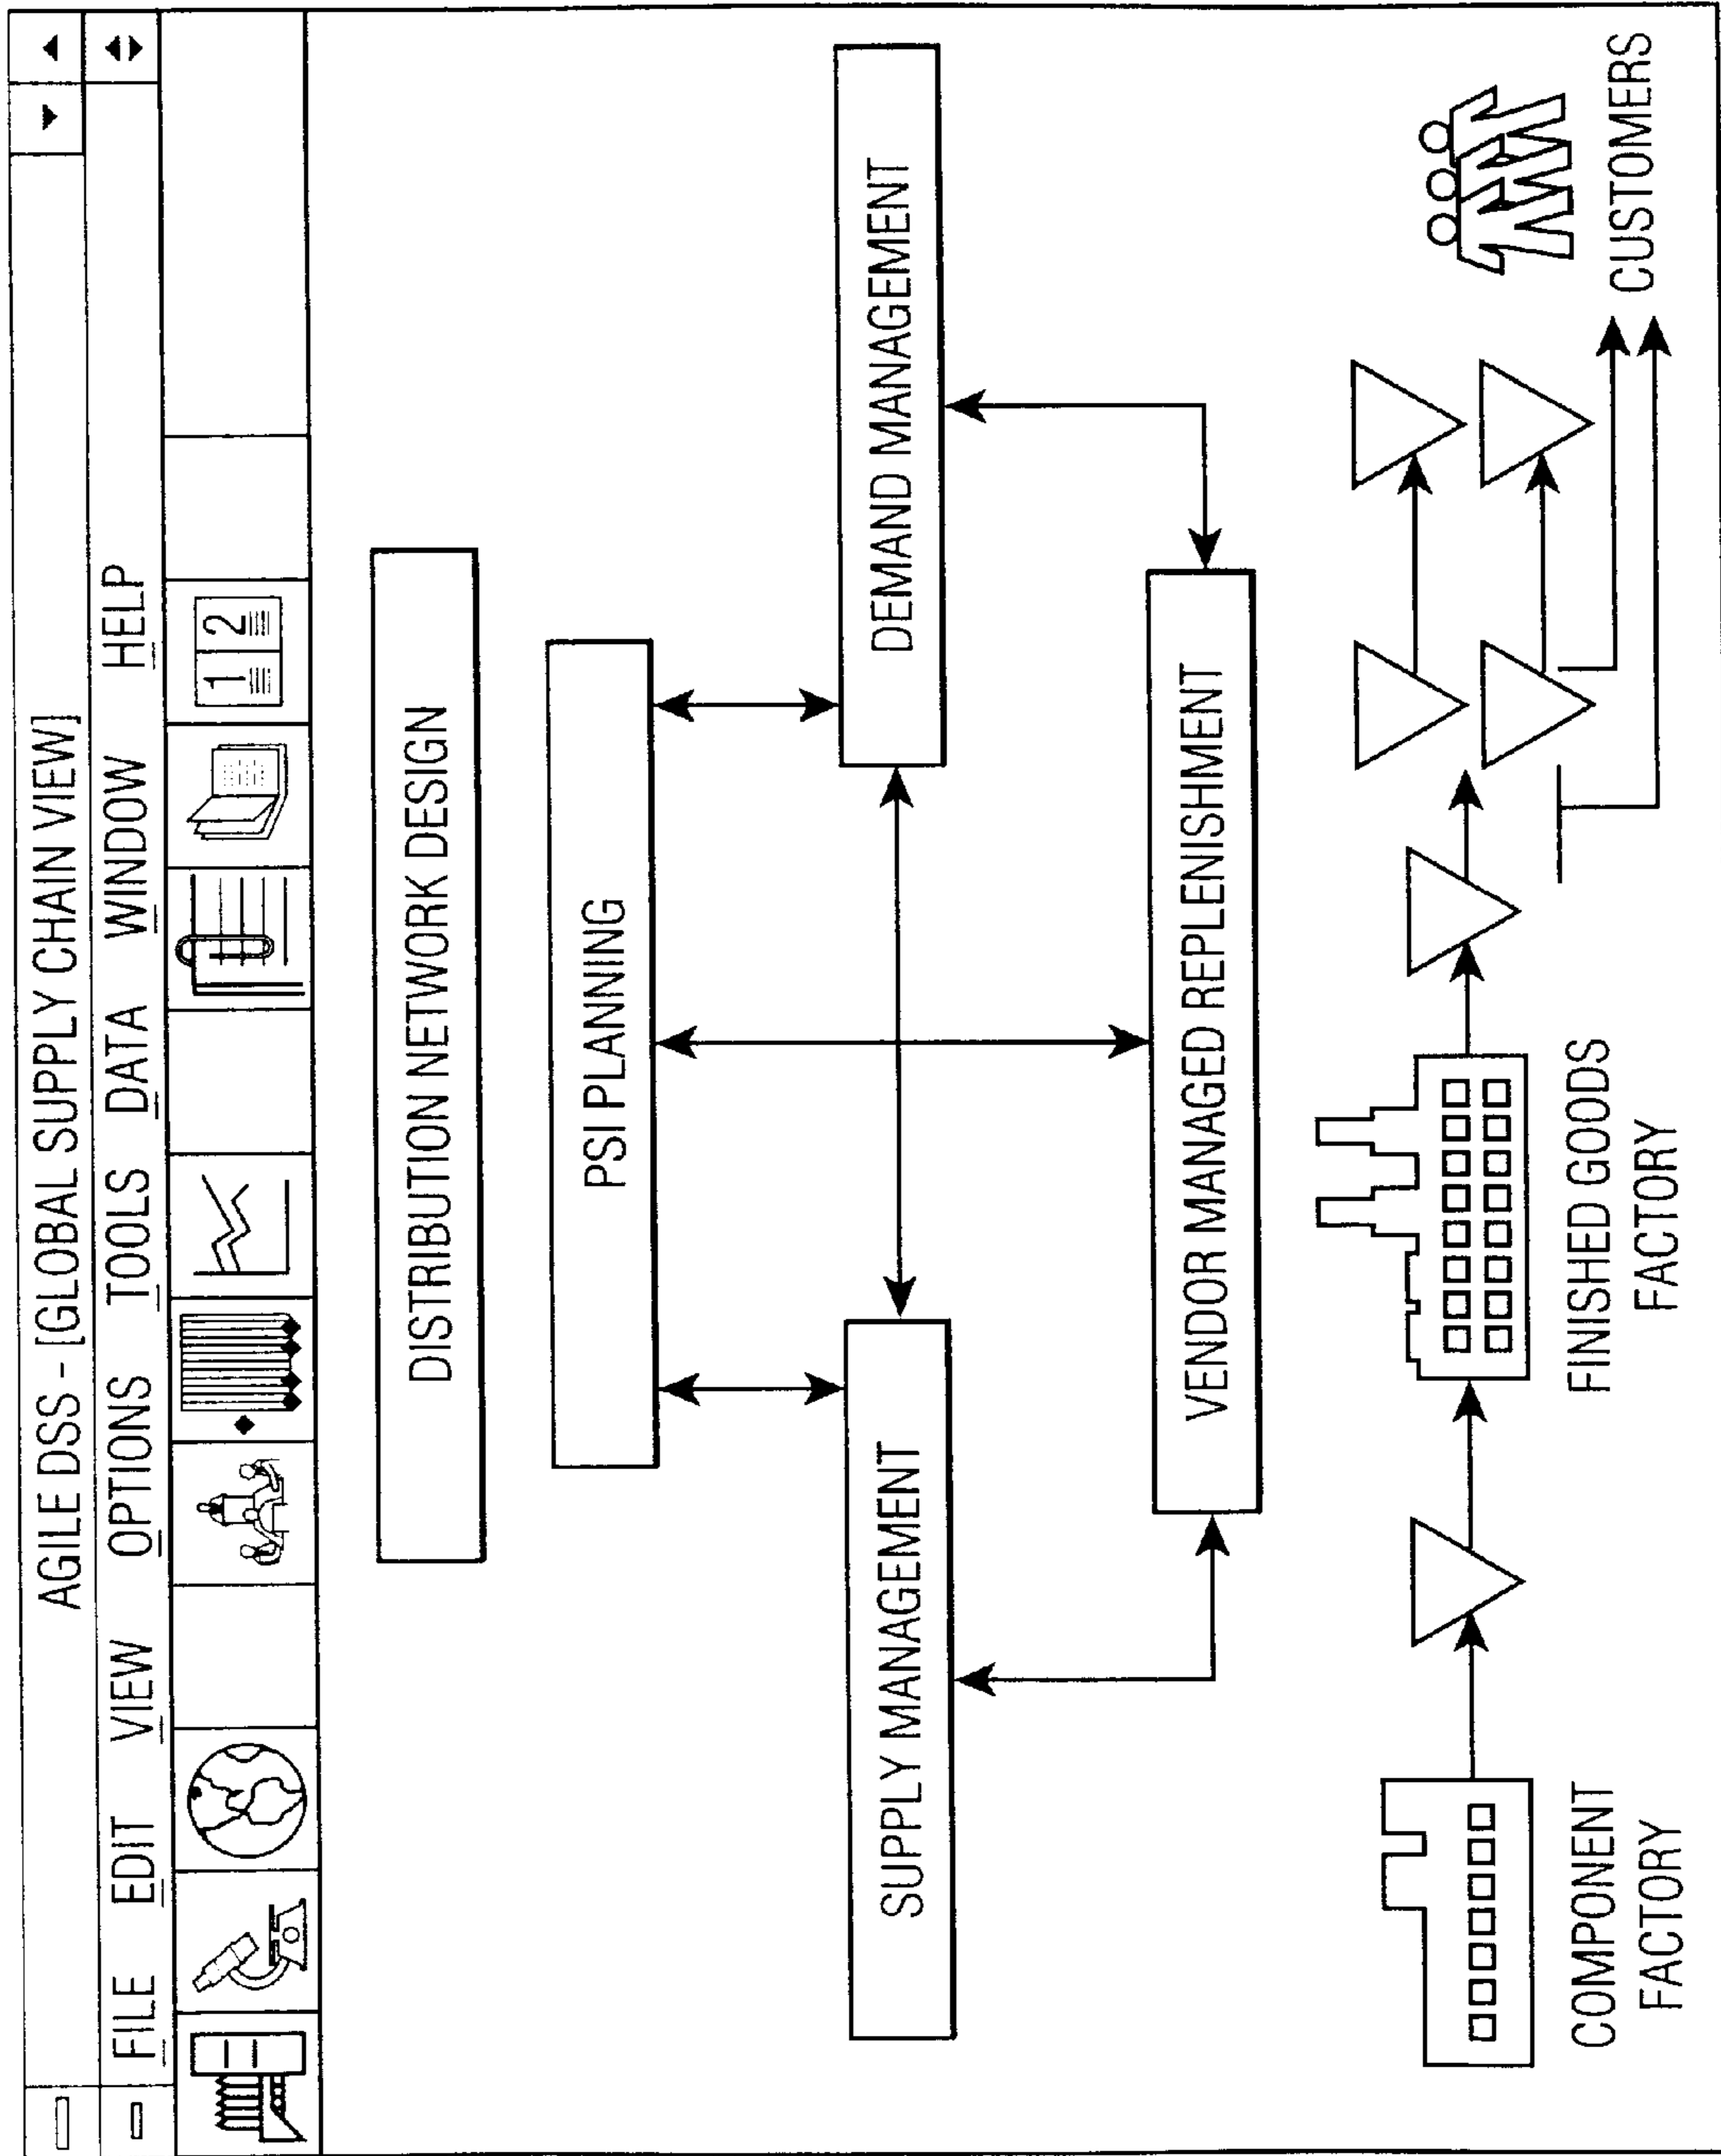 AGILE DSS - [GLOBAL SUPPLY CHAIN VIEW]
FILE EDIT VIEW OPTIONS TOOLS DATA WINDOW HELP
1 2
DISTRIBUTION NETWORK DESIGN
PSI PLANNING
SUPPLY MANAGEMENT
DEMAND MANAGEMENT
VENDOR MANAGED REPLENISHMENT
COMPONENT
FACTORY
FINISHED GOODS
FACTORY
CUSTOMERS